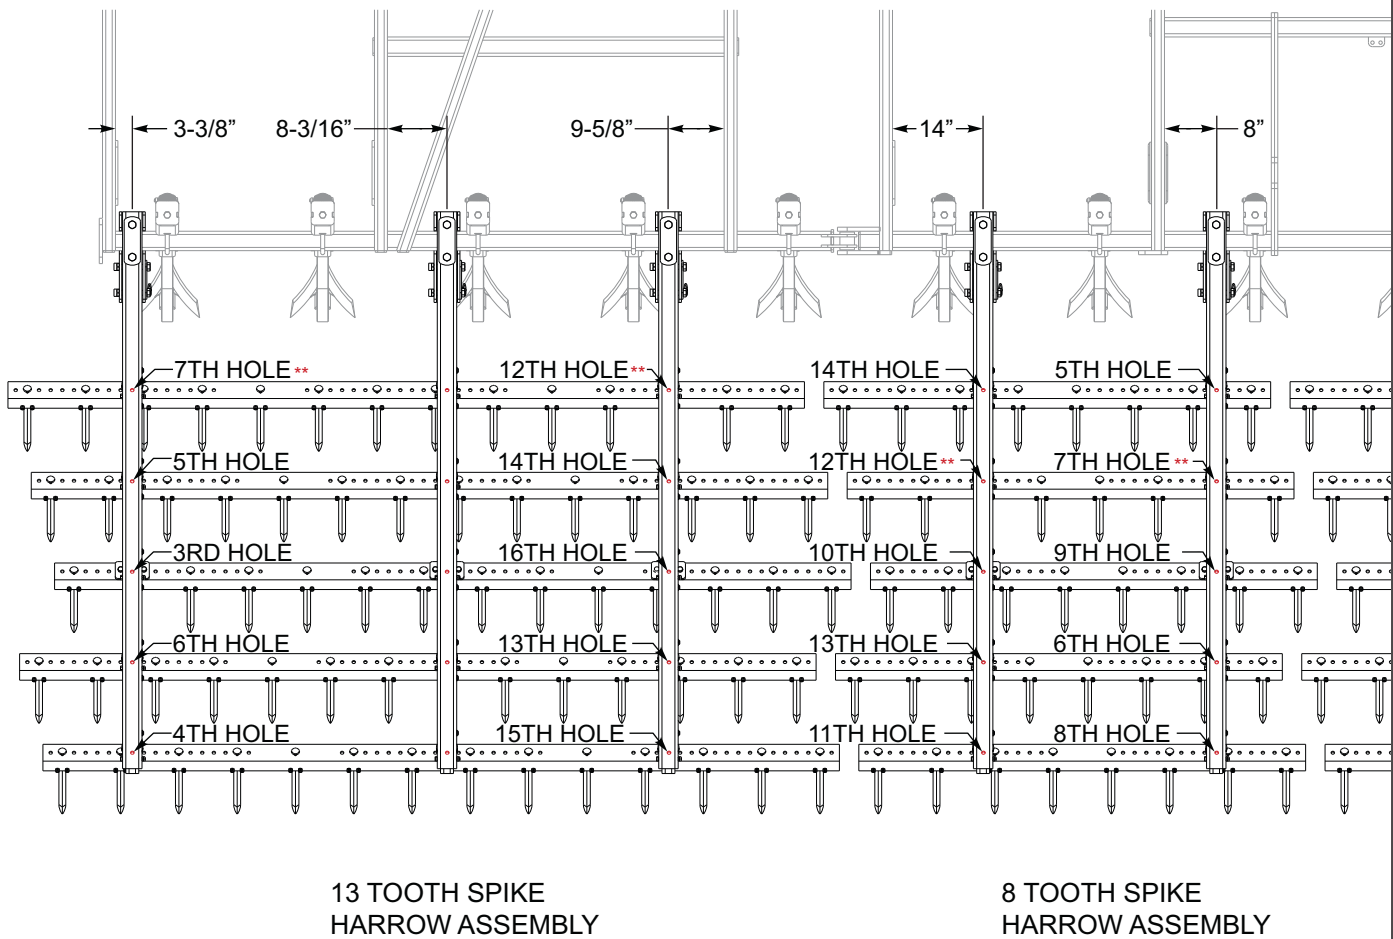 3-3/8” 8-3/16” 9-5/8” 14” 8”
7TH HOLE** 12TH HOLE** 14TH HOLE 5TH HOLE
5TH HOLE 14TH HOLE 12TH HOLE** 7TH HOLE**
3RD HOLE 16TH HOLE 10TH HOLE 9TH HOLE
6TH HOLE 13TH HOLE 13TH HOLE 6TH HOLE
4TH HOLE 15TH HOLE 11TH HOLE 8TH HOLE
13 TOOTH SPIKE
HARROW ASSEMBLY
8 TOOTH SPIKE
HARROW ASSEMBLY